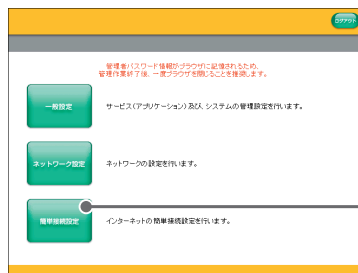 ログアウト
管理者パスワード情報がブラウザに記憶されるため、
管理作業終了後、一度ブラウザを閉じることを推奨します。
一般設定
サービス(アプリケーション)及び、システムの管理設定を行います。
ネットワーク設定
ネットワークの設定を行います。
簡単接続設定
インターネットの簡単接続設定を行います。